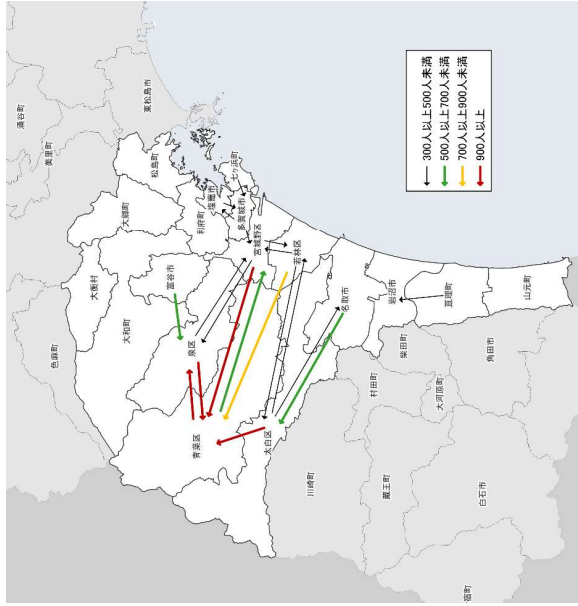 涌谷町
美里町
東松島市
色麻町
大衡村
大郷町
松島町
大和町
富谷市
利府町
塩竈市
七ヶ浜町
多賀城市
泉区
宮城野区
青葉区
若林区
太白区
名取市
川崎町
村田町
柴田町
岩沼市
亘理町
蔵王町
大河原町
角田市
山元町
白石市
宿町
300人以上500人未満
500人以上700人未満
700人以上900人未満
900人以上